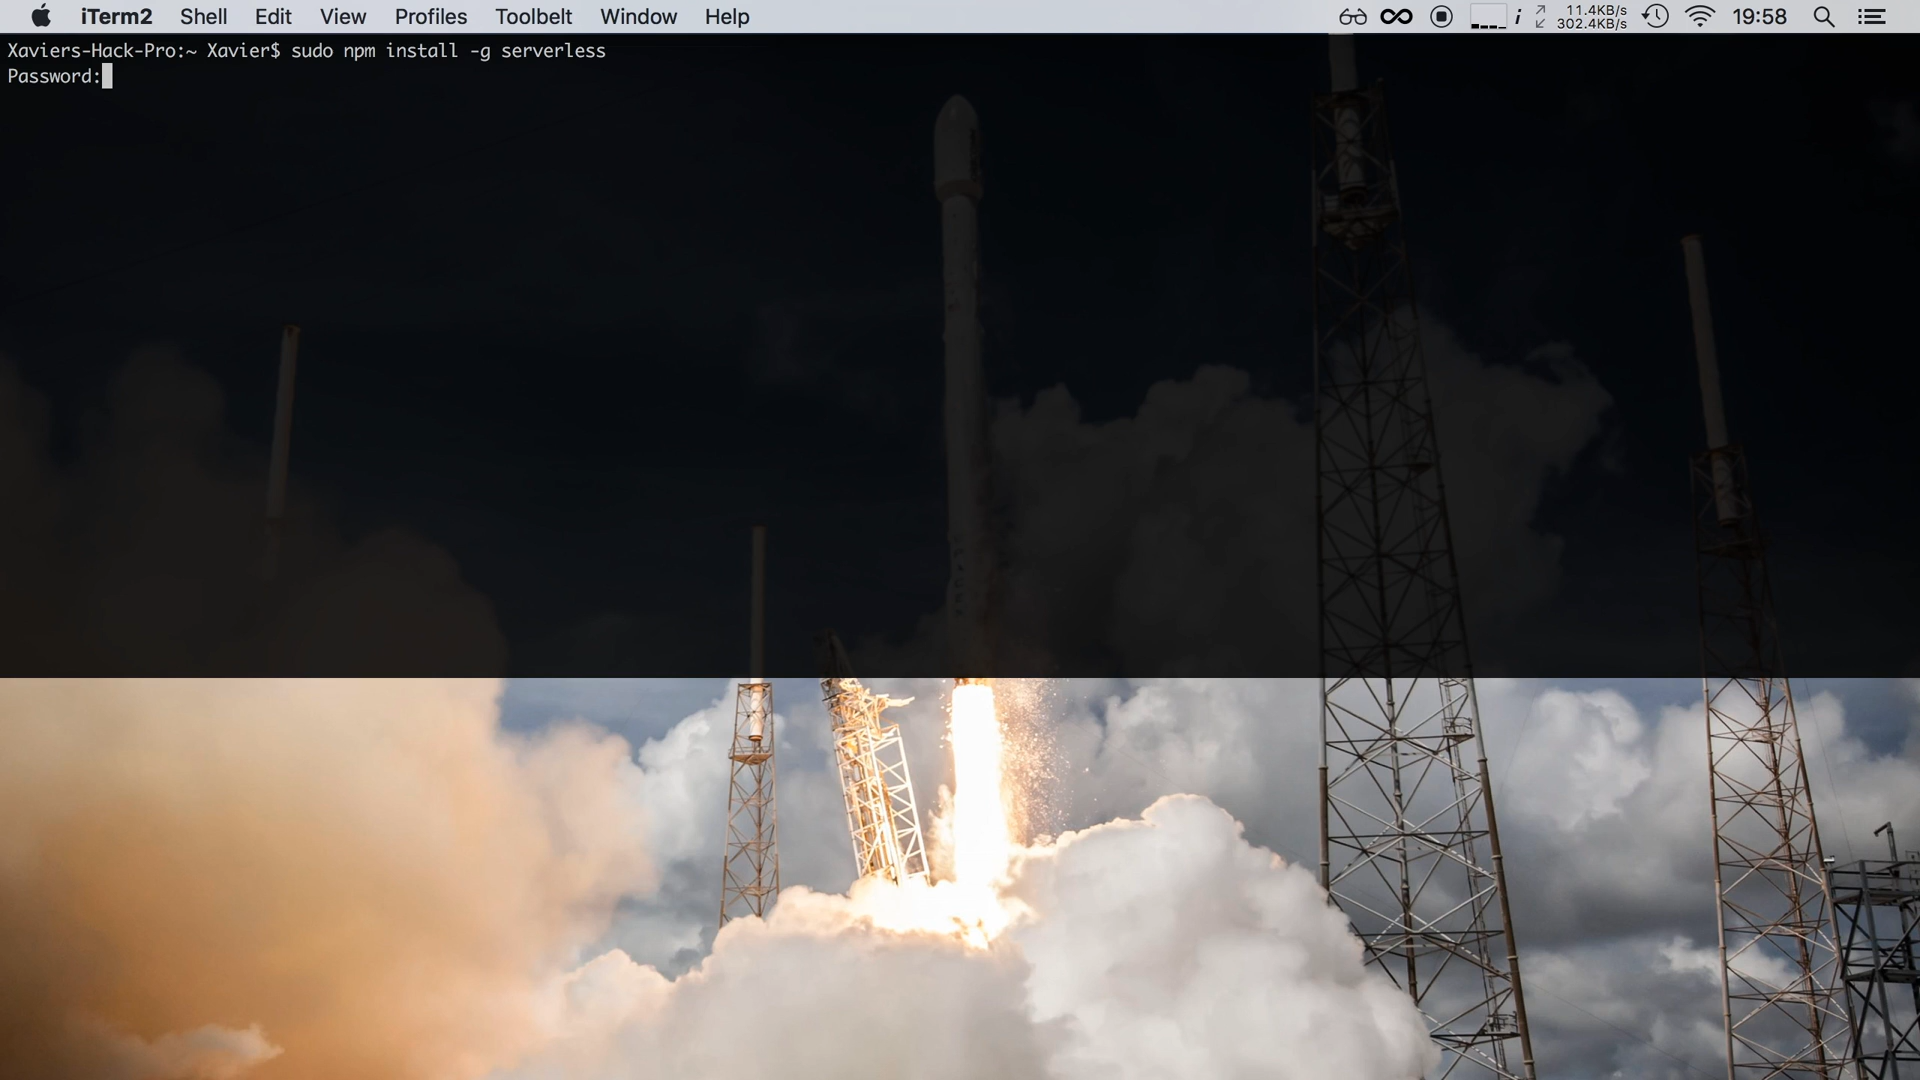 iTerm2 Shell Edit View Profiles Toolbelt Window Help
11.4KB/s
302.4KB/s
19:58
Xaviers-Hack-Pro:~ Xavier$ sudo npm install -g serverless
Password: